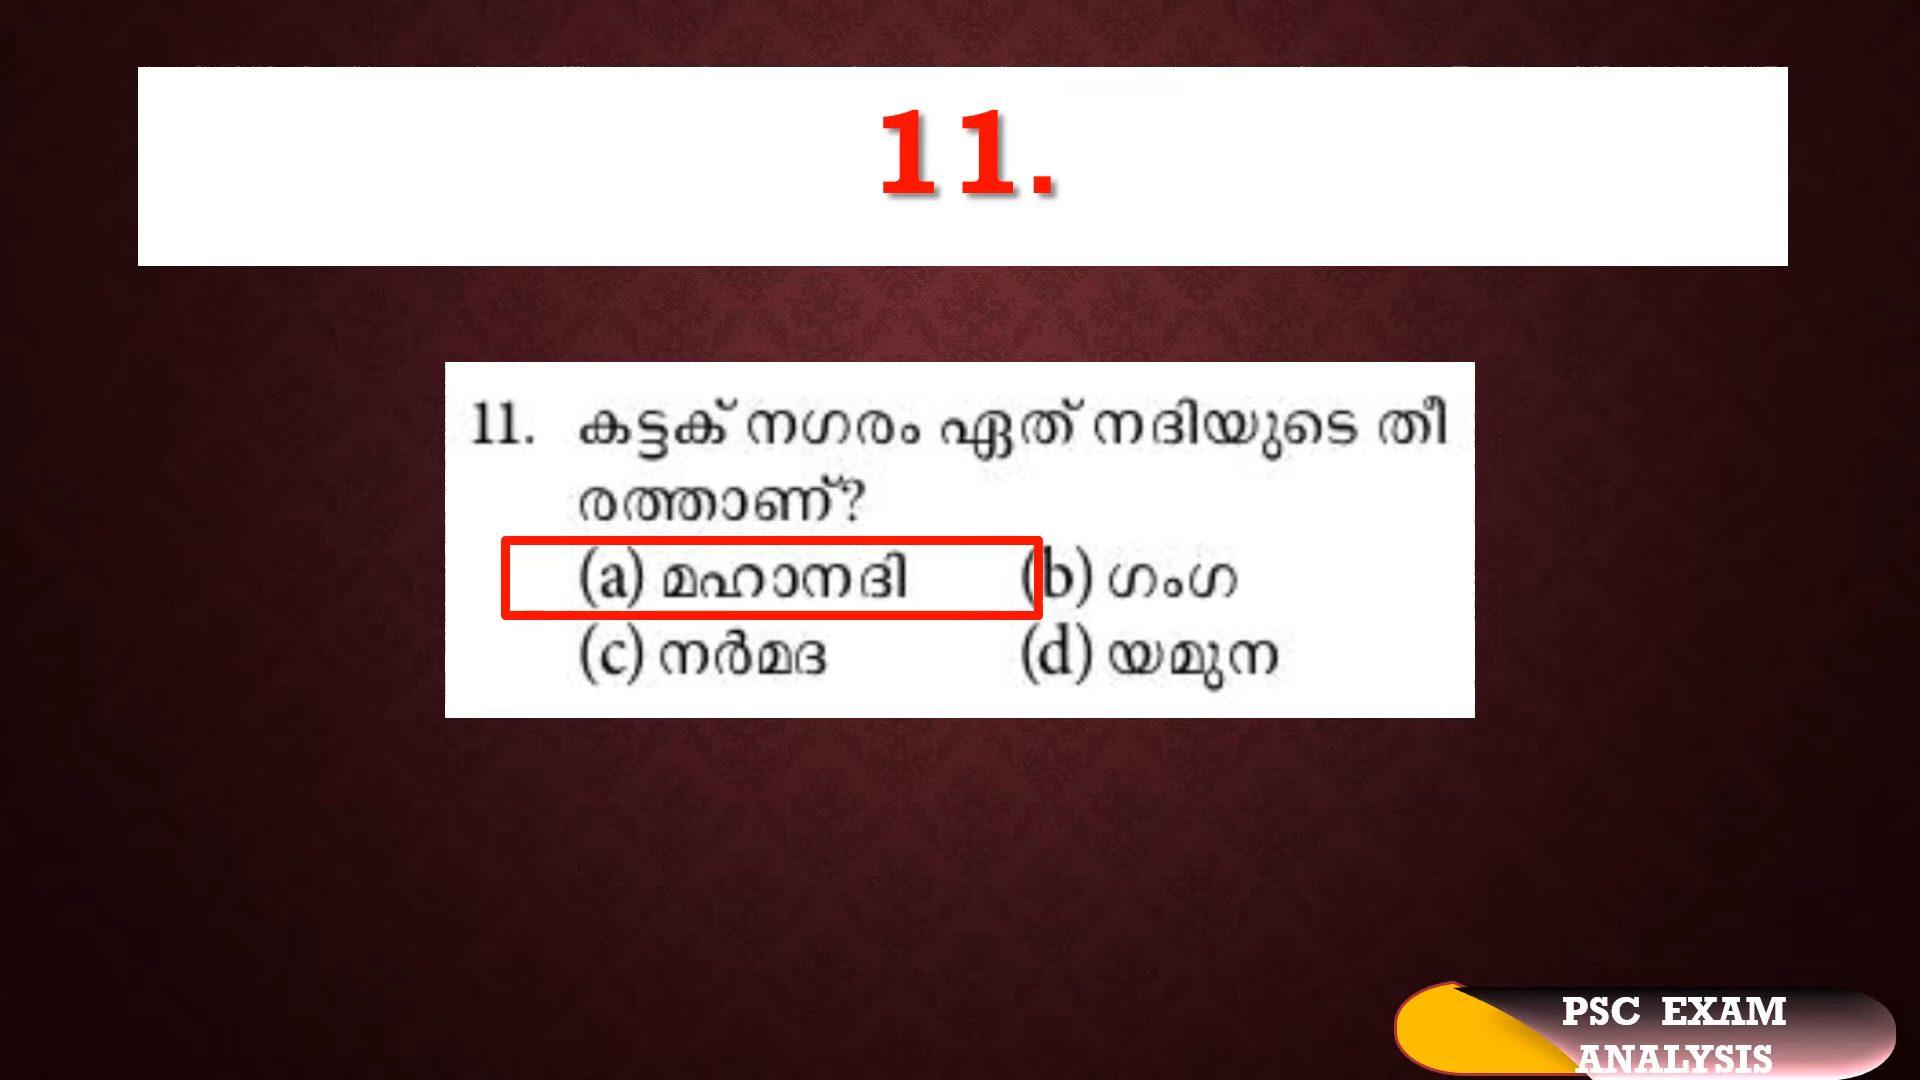 11.
11. കട്ടക് നഗരം ഏത് നദിയുടെ തീ
രത്താണ്?
(a) മഹാനദി (b) ഗംഗ
(c) നർമദ (d) യമുന
PSC EXAM
ANALYSIS